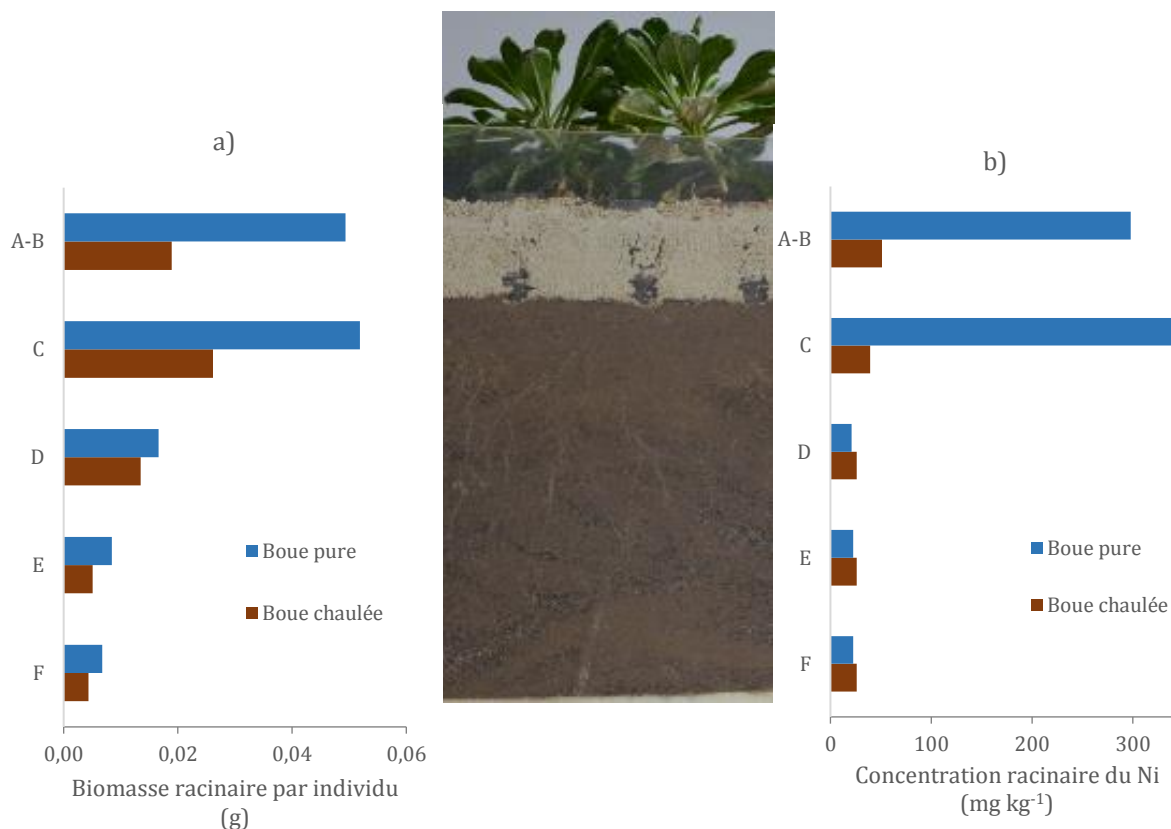 a)
A-B
C
D
E
F
Boue pure
Boue chaulée
0,00 0,02 0,04 0,06
Biomasse racinaire par individu
(g)
b)
A-B
C
D
E
F
Boue pure
Boue chaulée
0 100 200 300
Concentration racinaire du Ni
(mg kg⁻¹)